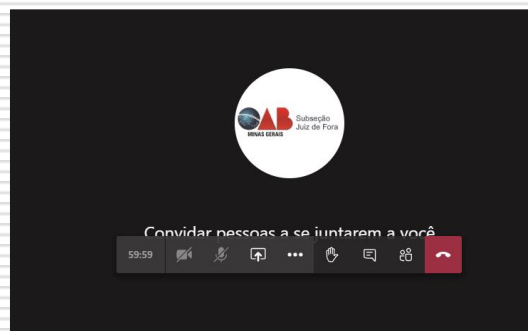 OAB
MINAS GERAIS
Subseção
Juiz de Fora
Convidar pessoas a se juntarem a você
59:59